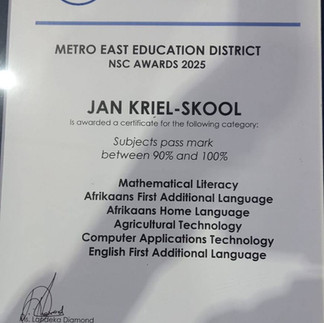 METRO EAST EDUCATION DISTRICT
NSC AWARDS 2025
JAN KRIEL-SKOOL
Is awarded a certificate for the following category:
Subjects pass mark
between 90% and 100%
Mathematical Literacy
Afrikaans First Additional Language
Afrikaans Home Language
Agricultural Technology
Computer Applications Technology
English First Additional Language
Diamond